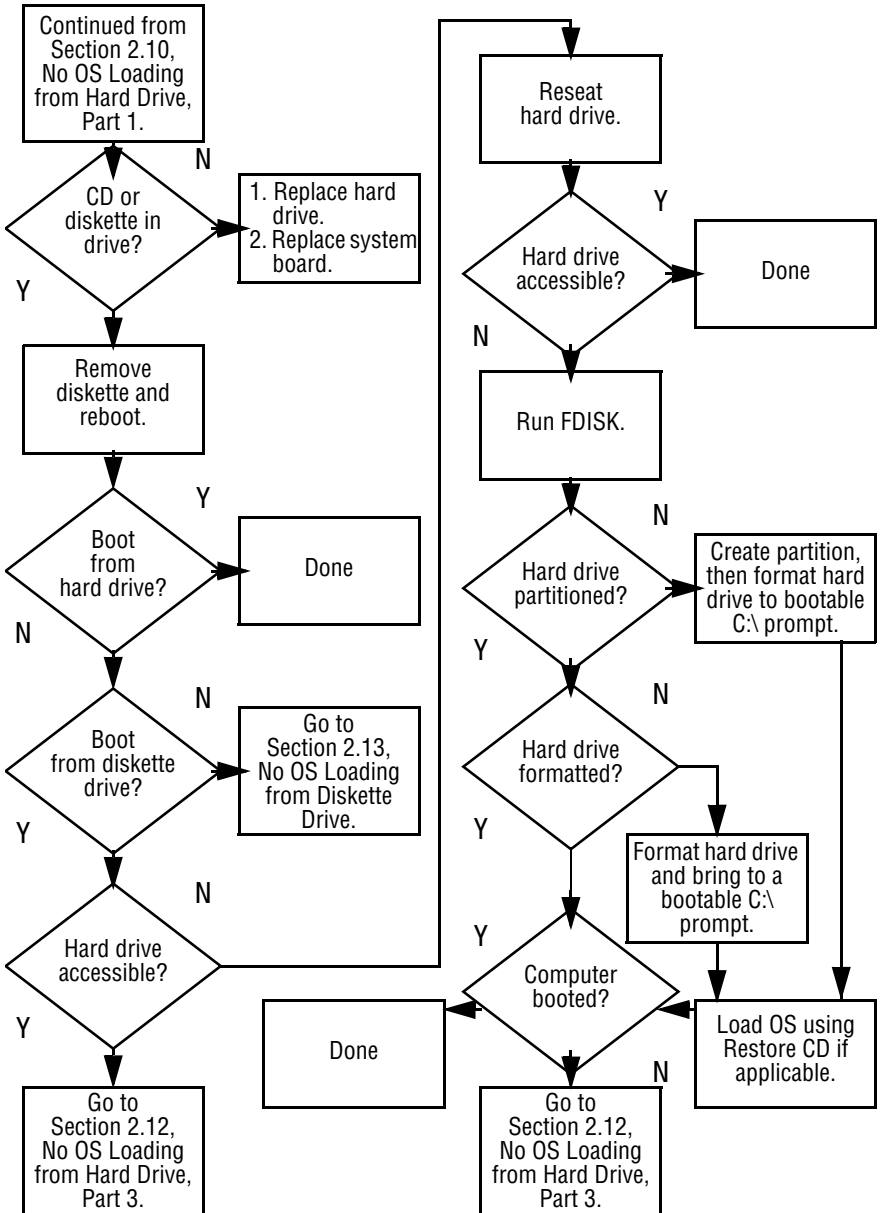 Continued from
Section 2.10,
No OS Loading
from Hard Drive,
Part 1.
N
CD or
diskette in
drive?
1. Replace hard
drive.
2. Replace system
board.
Y
Remove
diskette and
reboot.
Y
Boot
from
hard drive?
Done
N
N
Boot
from diskette
drive?
Go to
Section 2.13,
No OS Loading
from Diskette
Drive.
Y
N
Hard drive
accessible?
Y
Go to
Section 2.12,
No OS Loading
from Hard Drive,
Part 3.
Reseat
hard drive.
Y
Hard drive
accessible?
Done
N
Run FDISK.
N
Hard drive
partitioned?
Create partition,
then format hard
drive to bootable
C:\ prompt.
Y
N
Hard drive
formatted?
Y
Format hard drive
and bring to a
bootable C:\
prompt.
Y
Computer
booted?
Done
Load OS using
Restore CD if
applicable.
N
Go to
Section 2.12,
No OS Loading
from Hard Drive,
Part 3.